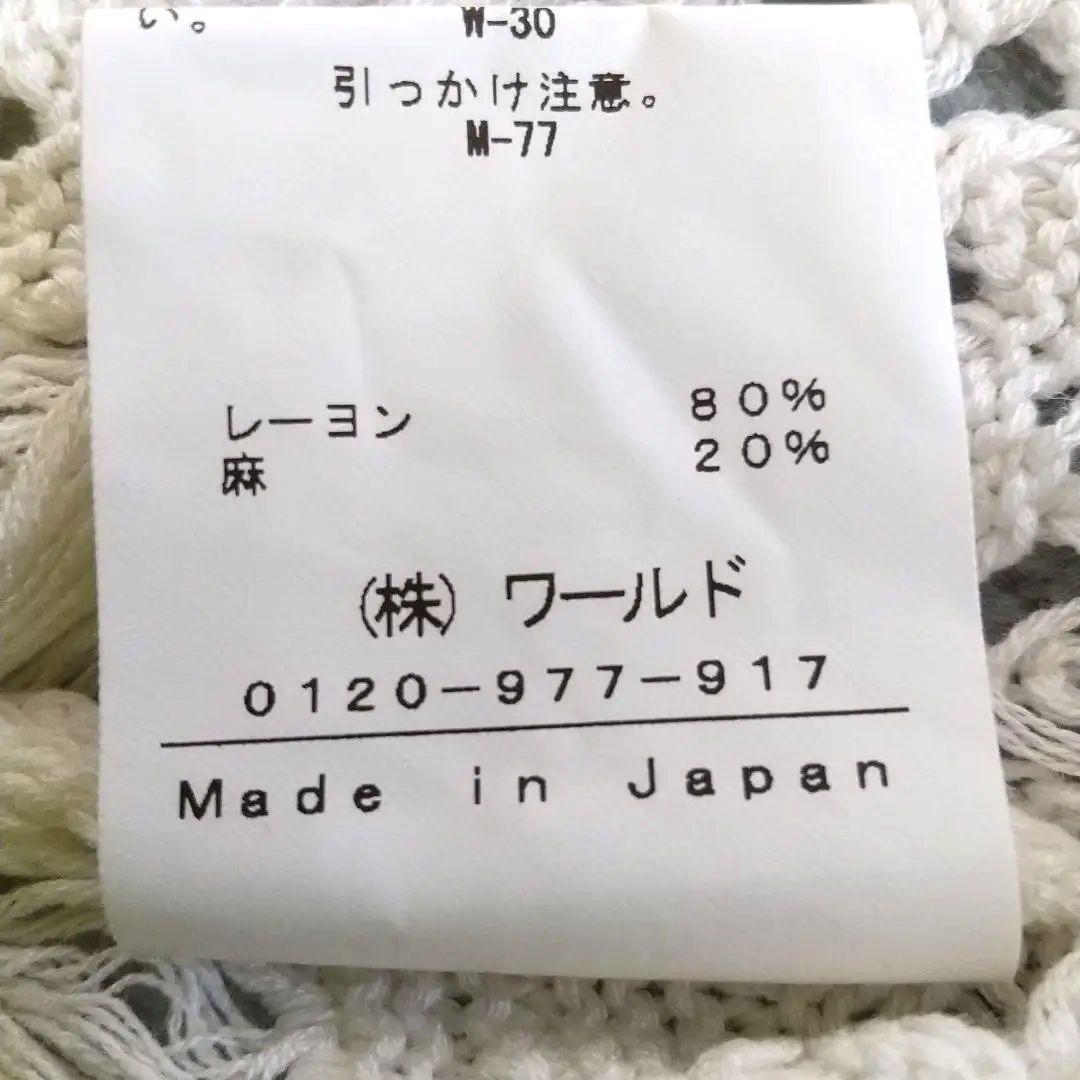 い。
W-30
引っかけ注意。
M-77
レーヨン 80%
麻 20%
(株) ワールド
0120-977-917
Made in Japan